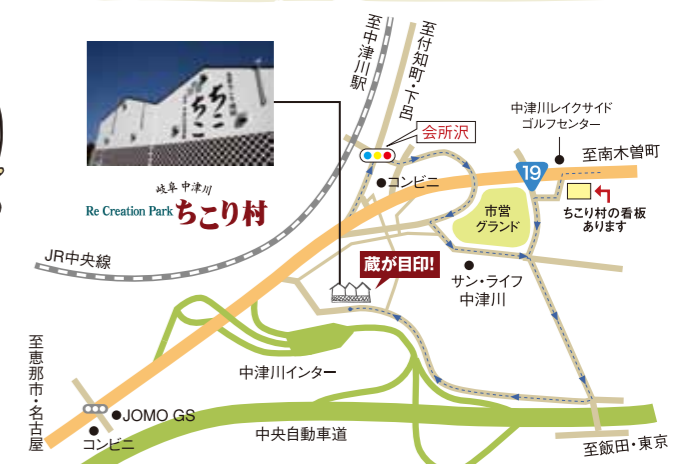 至中津川駅
至付知町・下呂
会所沢
コンビニ
中津川レイクサイド
ゴルフセンター
至南木曽町
19
ちこり村の看板
あります
市営
グランド
岐阜 中津川
Re Creation Park ちこり村
ちこ
ちこ
JR中央線
蔵が目印!
サン・ライフ
中津川
中津川インター
至恵那市・名古屋
JOMO GS
コンビニ
中央自動車道
至飯田・東京